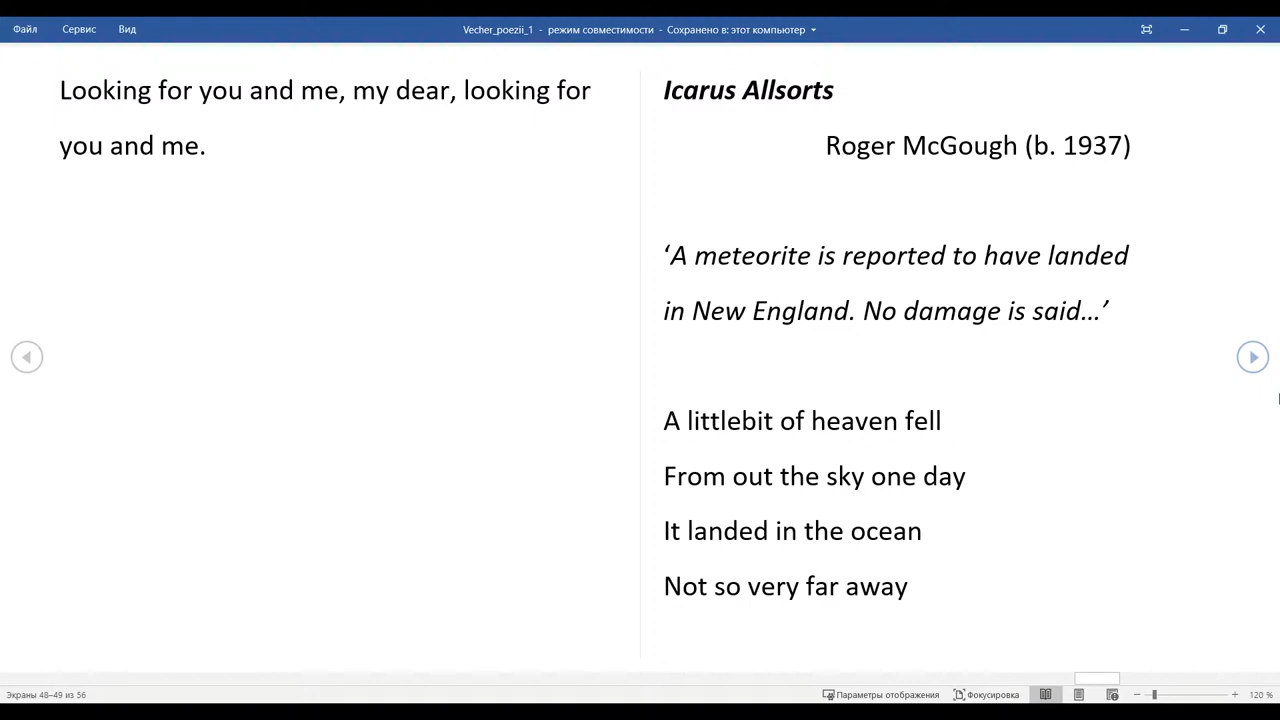 Файл Сервис Вид Vecher_poezii_1 - режим совместимости - Сохранено в: этот компьютер
Looking for you and me, my dear, looking for
you and me.
Icarus Allsorts
Roger McGough (b. 1937)
‘A meteorite is reported to have landed
in New England. No damage is said…’
A littlebit of heaven fell
From out the sky one day
It landed in the ocean
Not so very far away
Экраны 48–49 из 56 Параметры отображения Фокусировка 120 %